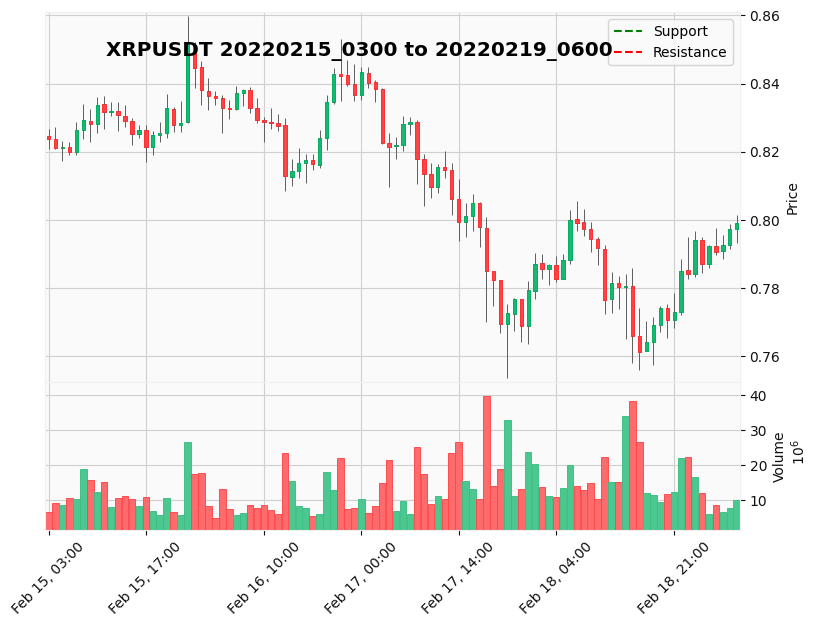 XRPUSDT 20220215_0300 to 20220219_0600
Support
Resistance
0.86
0.84
0.82
0.80
0.78
0.76
Price
40
30
20
10
Volume
10^6
Feb 15, 03:00
Feb 15, 17:00
Feb 16, 10:00
Feb 17, 00:00
Feb 17, 14:00
Feb 18, 04:00
Feb 18, 21:00